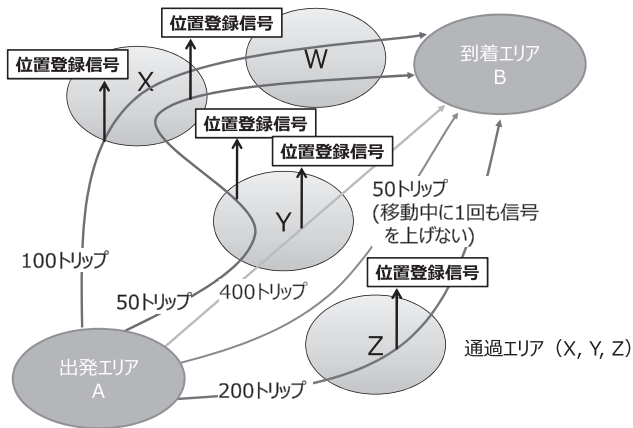 位置登録信号
位置登録信号
X
W
到着エリア
B
位置登録信号
位置登録信号
Y
50トリップ
(移動中に1回も信号
を上げない)
100トリップ
50トリップ
400トリップ
位置登録信号
Z
通過エリア（X, Y, Z）
出発エリア
A
200トリップ